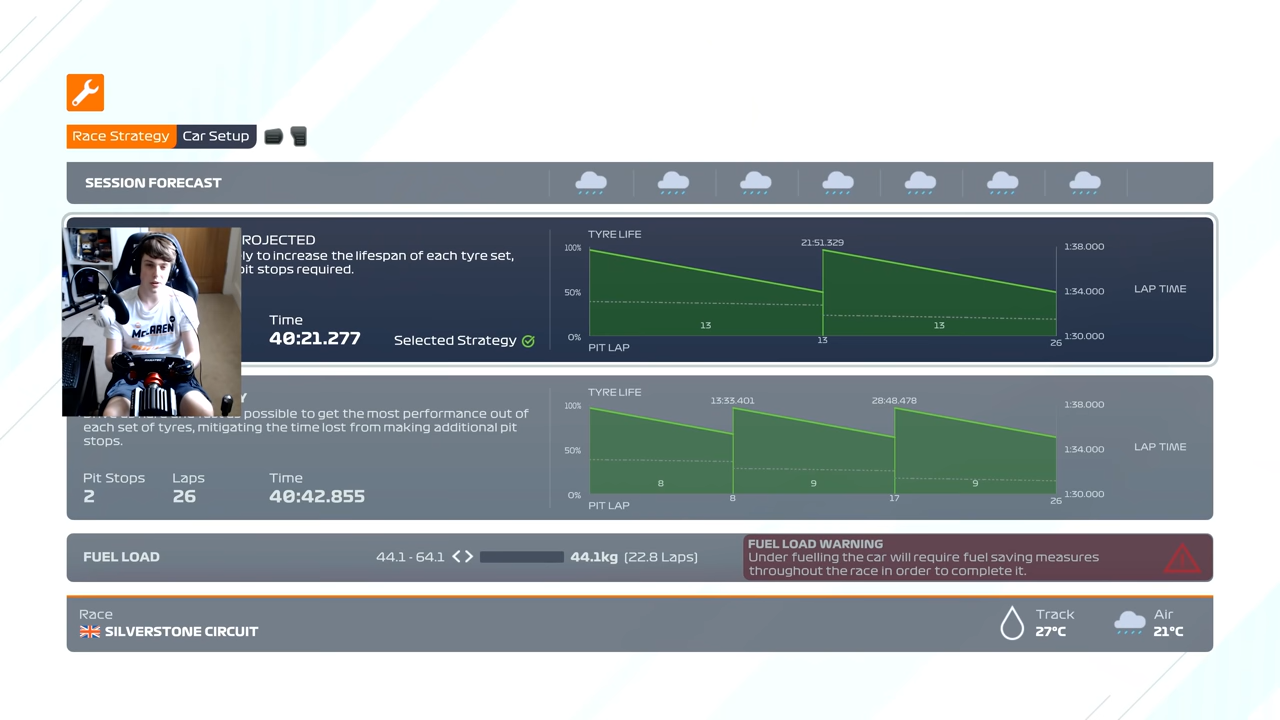 Race Strategy Car Setup
SESSION FORECAST
ROJECTED
ly to increase the lifespan of each tyre set,
it stops required.
Time
40:21.277
Selected Strategy
TYRE LIFE
100%
50%
0%
21:51.329
13 13
PIT LAP
13
26
1:38.000
1:34.000
1:30.000
LAP TIME
McLAREN
possible to get the most performance out of
each set of tyres, mitigating the time lost from making additional pit
stops.
Pit Stops Laps Time
2 26 40:42.855
TYRE LIFE
100%
50%
0%
13:33.401 28:48.478
8 9 9
PIT LAP
8 17 26
1:38.000
1:34.000
1:30.000
LAP TIME
FUEL LOAD 44.1 - 64.1 44.1kg (22.8 Laps)
FUEL LOAD WARNING
Under fuelling the car will require fuel saving measures
throughout the race in order to complete it.
Race
SILVERSTONE CIRCUIT
Track
27°C
Air
21°C